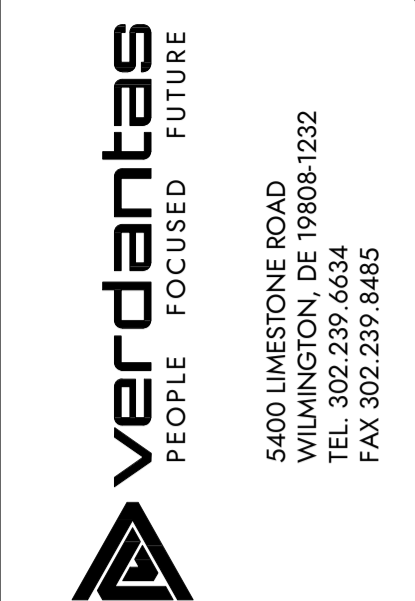 verdantas
PEOPLE FOCUSED FUTURE
5400 LIMESTONE ROAD
WILMINGTON, DE 19808-1232
TEL. 302.239.6634
FAX 302.239.8485